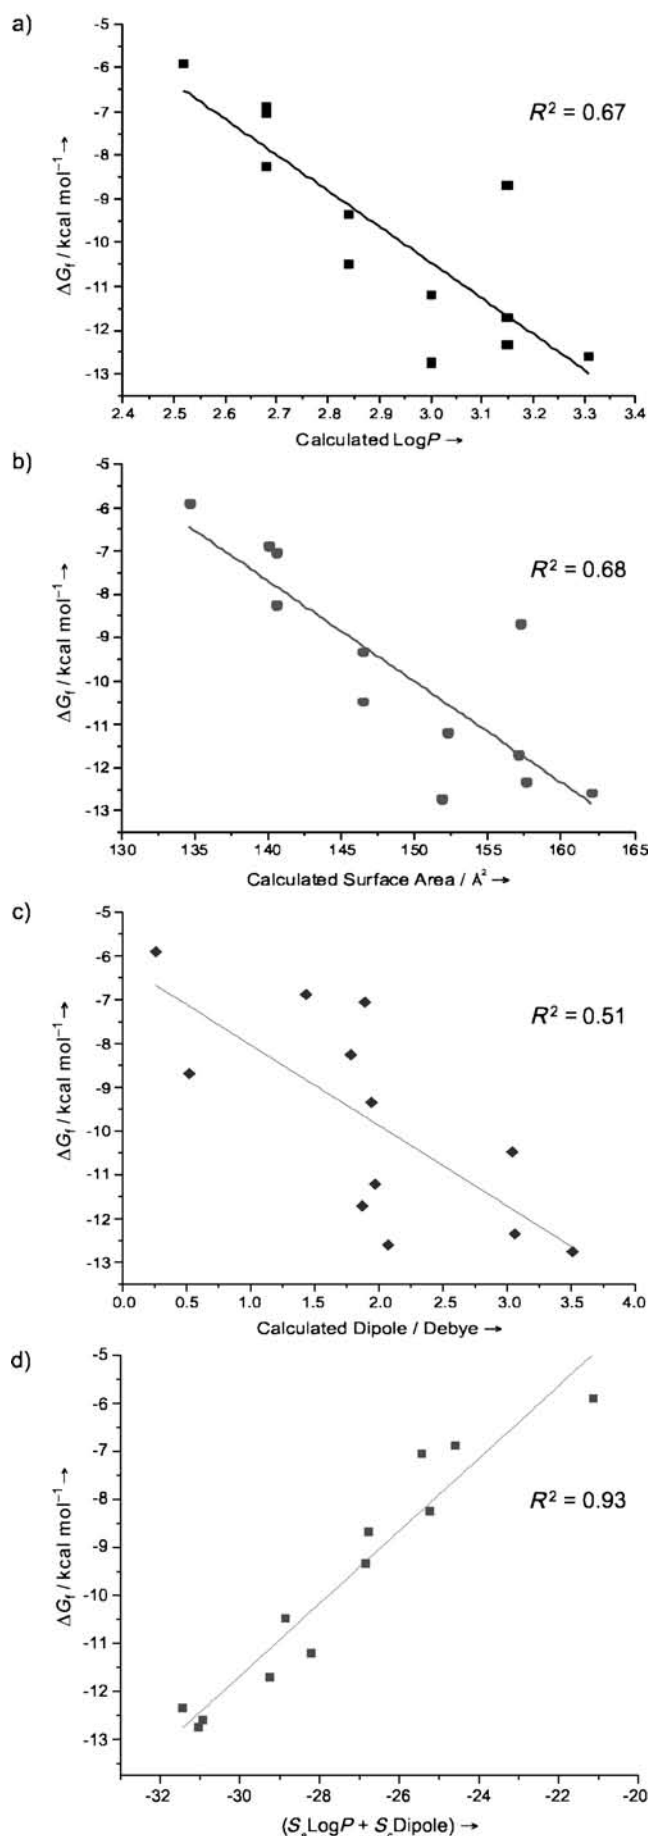 a)
-5
-6
-7
-8
-9
-10
-11
-12
-13
ΔG_f / kcal mol⁻¹ →
R² = 0.67
2.4 2.5 2.6 2.7 2.8 2.9 3.0 3.1 3.2 3.3 3.4
Calculated LogP →
b)
-5
-6
-7
-8
-9
-10
-11
-12
-13
ΔG_f / kcal mol⁻¹ →
R² = 0.68
130 135 140 145 150 155 160 165
Calculated Surface Area / Å² →
c)
-5
-6
-7
-8
-9
-10
-11
-12
-13
ΔG_f / kcal mol⁻¹ →
R² = 0.51
0.0 0.5 1.0 1.5 2.0 2.5 3.0 3.5 4.0
Calculated Dipole / Debye →
d)
-5
-6
-7
-8
-9
-10
-11
-12
-13
ΔG_f / kcal mol⁻¹ →
R² = 0.93
-32 -30 -28 -26 -24 -22 -20
(SₐLogP + S_cDipole) →